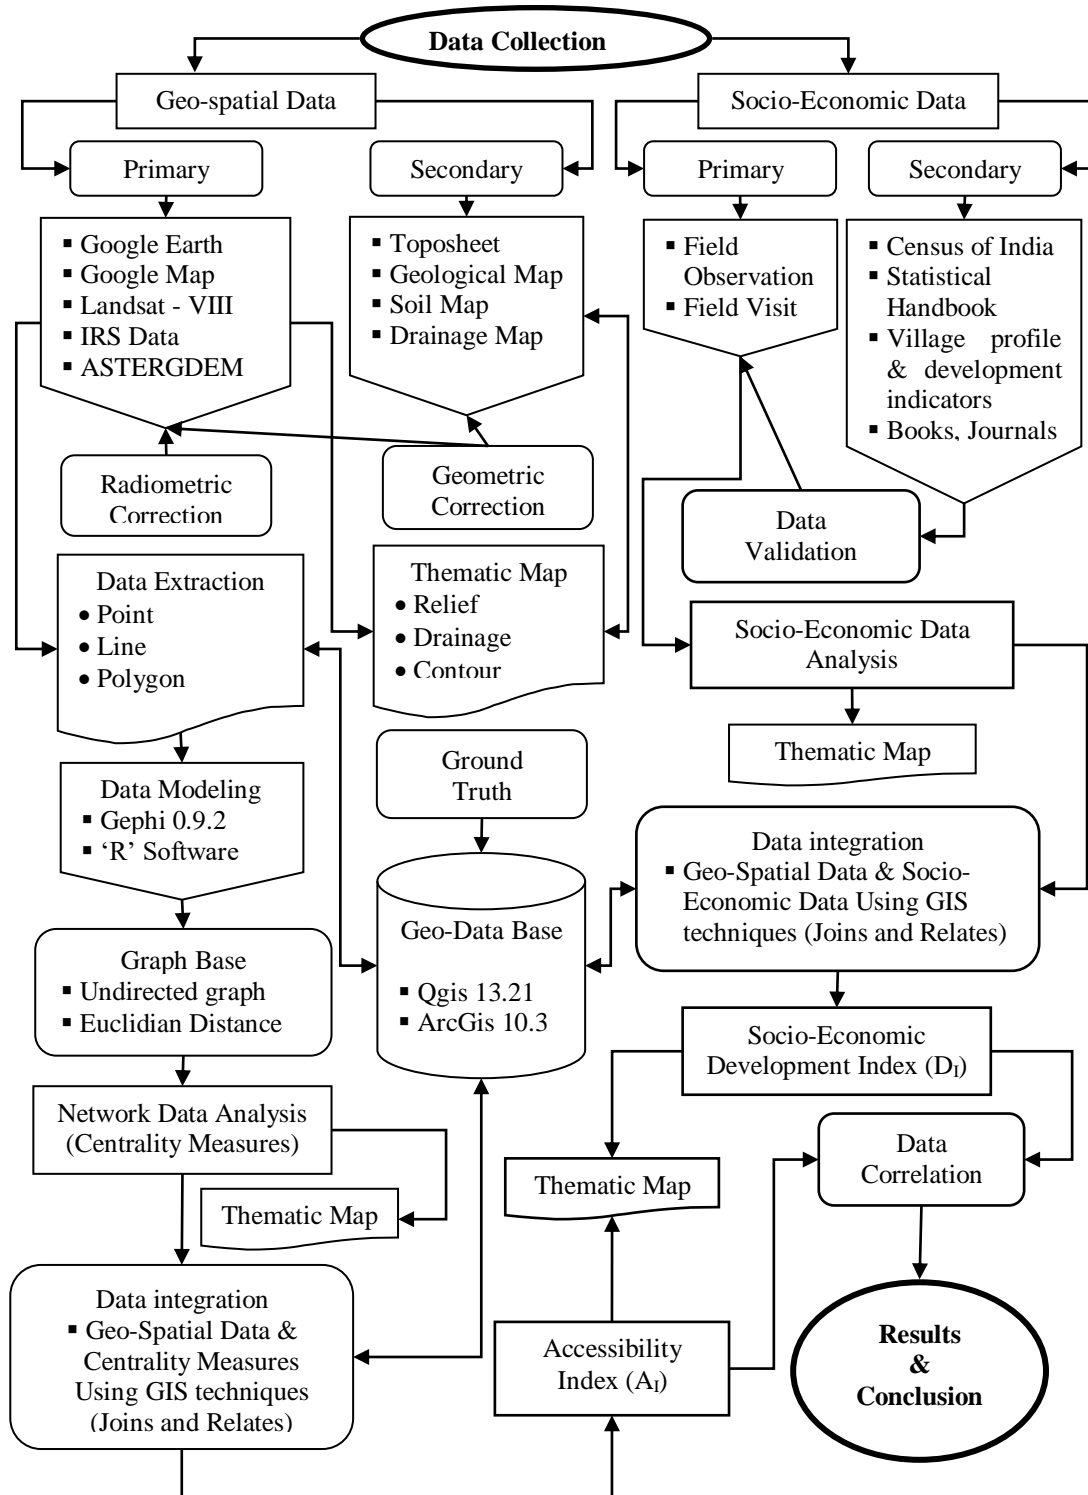 Data Collection
Geo-spatial Data
Socio-Economic Data
Primary
Secondary
Primary
Secondary
▪ Google Earth
▪ Google Map
▪ Landsat - VIII
▪ IRS Data
▪ ASTERGDEM
▪ Toposheet
▪ Geological Map
▪ Soil Map
▪ Drainage Map
▪ Field
Observation
▪ Field Visit
▪ Census of India
▪ Statistical
Handbook
▪ Village profile
& development
indicators
▪ Books, Journals
Radiometric
Correction
Geometric
Correction
Data
Validation
Data Extraction
• Point
• Line
• Polygon
Thematic Map
• Relief
• Drainage
• Contour
Socio-Economic Data
Analysis
Thematic Map
Ground
Truth
Data Modeling
▪ Gephi 0.9.2
▪ ‘R’ Software
Data integration
▪ Geo-Spatial Data & Socio-
Economic Data Using GIS
techniques (Joins and Relates)
Geo-Data Base
▪ Qgis 13.21
▪ ArcGis 10.3
Graph Base
▪ Undirected graph
▪ Euclidian Distance
Socio-Economic
Development Index (DI)
Network Data Analysis
(Centrality Measures)
Data
Correlation
Thematic Map
Thematic Map
Data integration
▪ Geo-Spatial Data &
Centrality Measures
Using GIS techniques
(Joins and Relates)
Accessibility
Index (AI)
Results
&
Conclusion